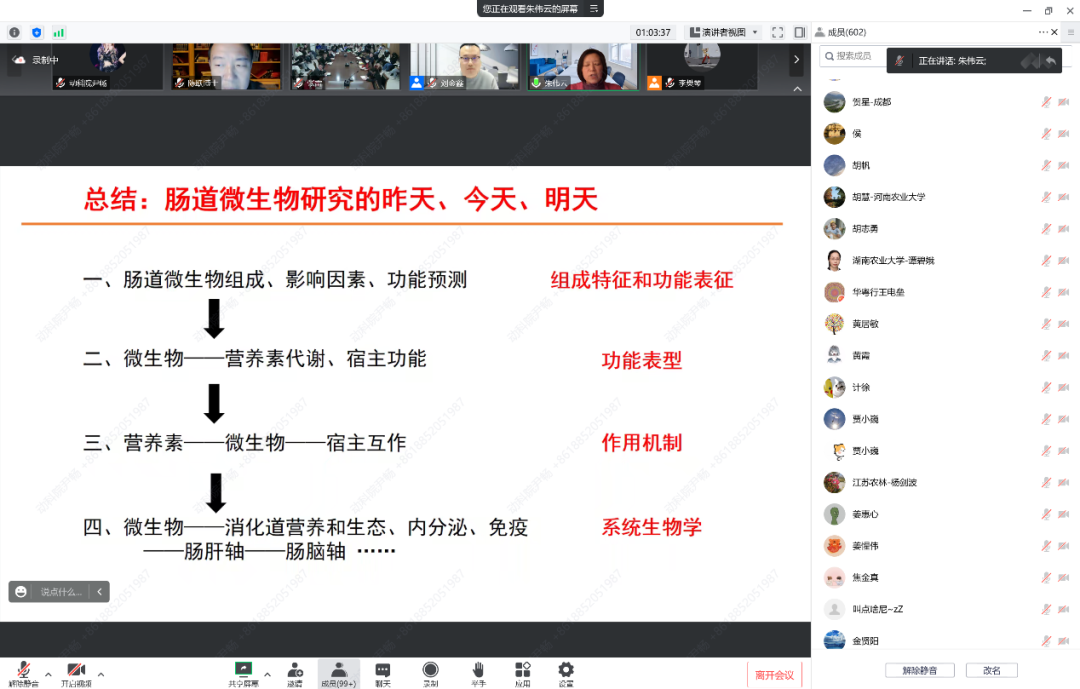 您正在观看朱伟云的屏幕
01:03:37
演讲者视图
成员(602)
录制中
陈跃博士
李雷
刘命鑫
朱伟云
李奥琴
搜索成员
正在讲话: 朱伟云;
总结：肠道微生物研究的昨天、今天、明天
一、肠道微生物组成、影响因素、功能预测
组成特征和功能表征
二、微生物——营养素代谢、宿主功能
功能表型
三、营养素——微生物——宿主互作
作用机制
四、微生物——消化道营养和生态、内分泌、免疫
——肠肝轴——肠脑轴 ……
系统生物学
贺星-成都
侯
胡帆
胡慧-河南农业大学
胡志勇
湖南农业大学-谭碧娥
华粤行王电垒
黄居敏
黄霞
计徐
贾小巍
贾小巍
江苏农林-杨剑波
姜惠心
姜惺伟
焦金真
叫点啥尼~zZ
金贤阳
说点什么...
解除静音
开启视频
共享屏幕
邀请
成员(99+)
聊天
录制
举手
应用
设置
离开会议
解除静音
改名